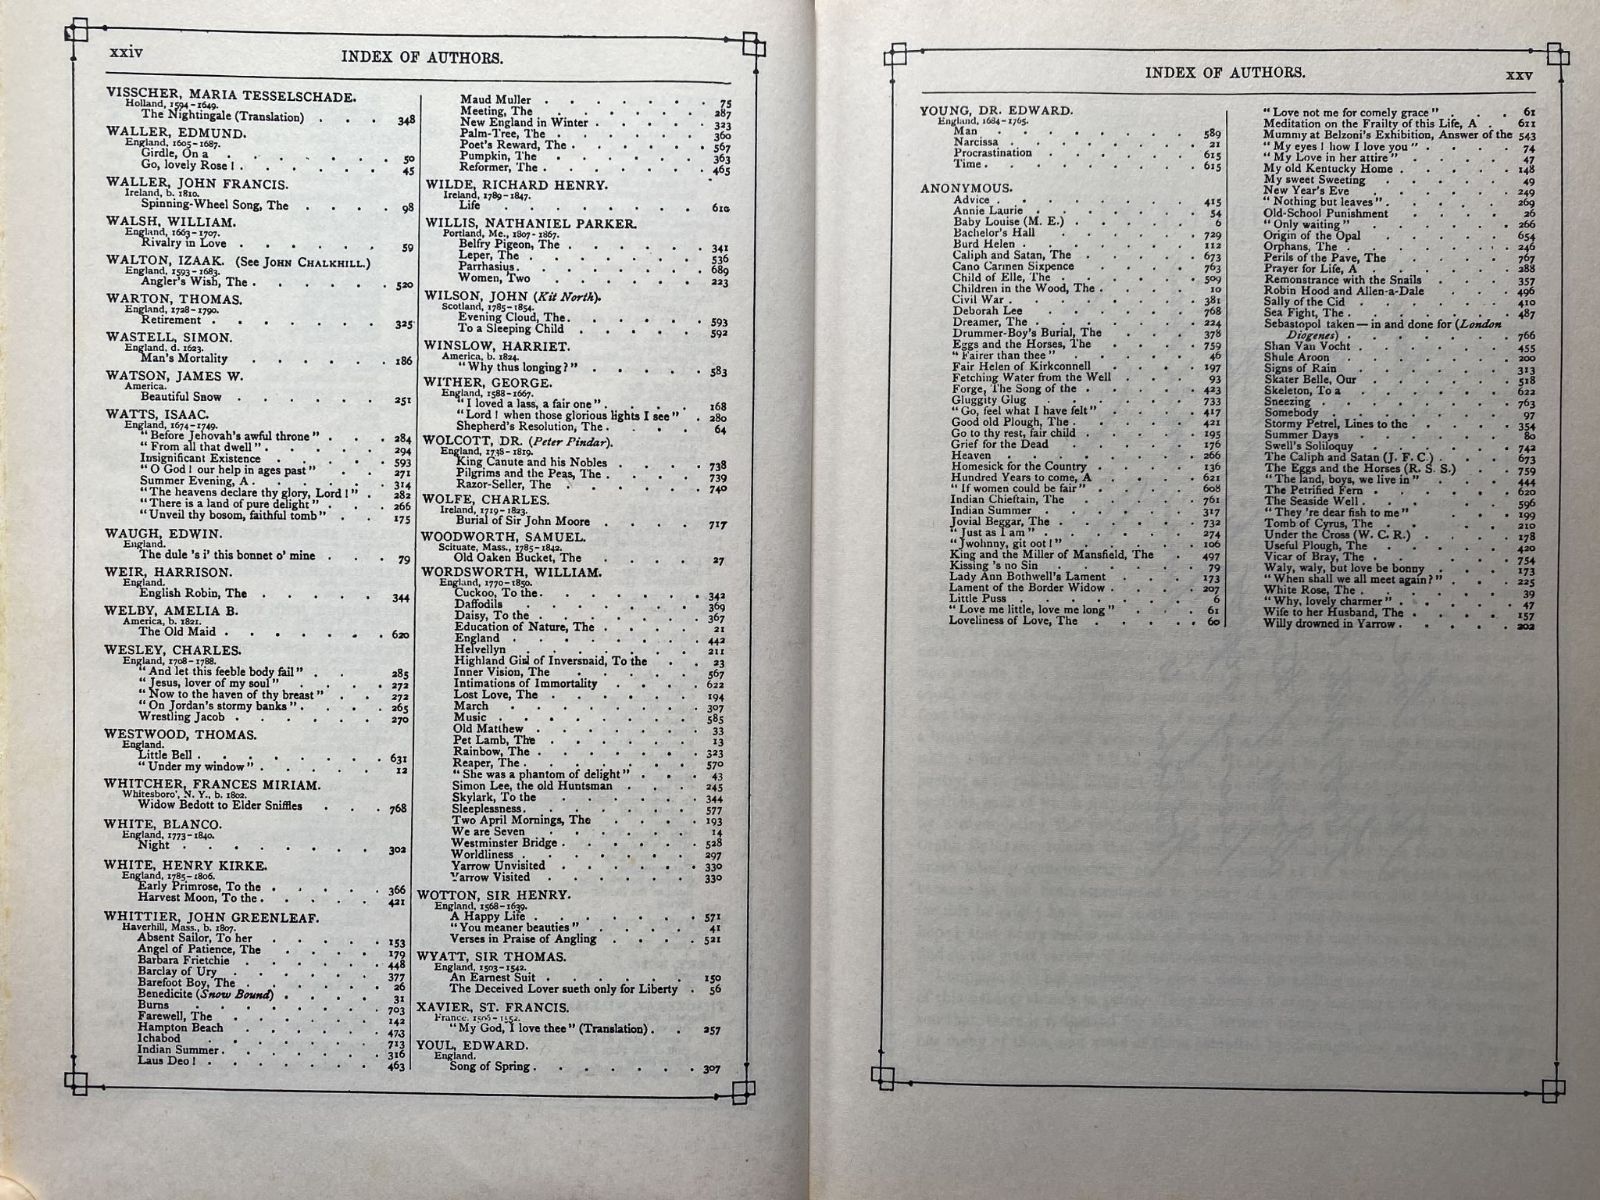 xxiv
INDEX OF AUTHORS.
VISSCHER, MARIA TESSELSCHADE.
Holland, 1594-1649.
The Nightingale (Translation) . . . 348
WALLER, EDMUND.
England, 1605-1687.
Girdle, On a . . . . . . 50
Go, lovely Rose! . . . . . 45
WALLER, JOHN FRANCIS.
Ireland, b. 1810.
Spinning-Wheel Song, The . . . . 98
WALSH, WILLIAM.
England, 1663-1707.
Rivalry in Love . . . . . 59
WALTON, IZAAK. (See JOHN CHALKHILL.)
England, 1593-1683.
Angler's Wish, The . . . . . 520
WARTON, THOMAS.
England, 1728-1790.
Retirement . . . . . . 325
WASTELL, SIMON.
England, d. 1623.
Man's Mortality . . . . . 186
WATSON, JAMES W.
America.
Beautiful Snow . . . . . 251
WATTS, ISAAC.
England, 1674-1749.
"Before Jehovah's awful throne" . . . 284
"From all that dwell" . . . . 294
Insignificant Existence . . . . 593
"O God! our help in ages past" . . . 271
Summer Evening, A . . . . . 314
"The heavens declare thy glory, Lord!" . . 282
"There is a land of pure delight" . . . 266
"Unveil thy bosom, faithful tomb" . . 175
WAUGH, EDWIN.
England.
The dule 's i' this bonnet o' mine . . . 79
WEIR, HARRISON.
England.
English Robin, The . . . . . 344
WELBY, AMELIA B.
America, b. 1821.
The Old Maid . . . . . . 620
WESLEY, CHARLES.
England, 1708-1788.
"And let this feeble body fail" . . . 285
"Jesus, lover of my soul" . . . . 272
"Now to the haven of thy breast" . . . 272
"On Jordan's stormy banks" . . . . 265
Wrestling Jacob . . . . . 270
WESTWOOD, THOMAS.
England.
Little Bell . . . . . . 631
"Under my window" . . . . . 12
WHITCHER, FRANCES MIRIAM.
Whitesboro', N. Y., b. 1802.
Widow Bedott to Elder Sniffles . . . 768
WHITE, BLANCO.
England, 1773-1840.
Night . . . . . . . 302
WHITE, HENRY KIRKE.
England, 1785-1806.
Early Primrose, To the . . . . 366
Harvest Moon, To the . . . . . 421
WHITTIER, JOHN GREENLEAF.
Haverhill, Mass., b. 1807.
Absent Sailor, To her . . . . 153
Angel of Patience, The . . . . 179
Barbara Frietchie . . . . . 448
Barclay of Ury . . . . . 377
Barefoot Boy, The . . . . . 26
Benedicite (Snow Bound) . . . . 31
Burns . . . . . . . 703
Farewell, The . . . . . . 142
Hampton Beach . . . . . 473
Ichabod . . . . . . . 713
Indian Summer . . . . . . 316
Laus Deo! . . . . . . 463
Maud Muller . . . . . . 75
Meeting, The . . . . . . 287
New England in Winter . . . . 323
Palm-Tree, The . . . . . . 360
Poet's Reward, The . . . . . 567
Pumpkin, The . . . . . . 363
Reformer, The . . . . . . 465
WILDE, RICHARD HENRY.
Ireland, 1789-1847.
Life . . . . . . . 610
WILLIS, NATHANIEL PARKER.
Portland, Me., 1807-1867.
Belfry Pigeon, The . . . . . 341
Leper, The . . . . . . 536
Parrhasius . . . . . . 689
Women, Two . . . . . . 223
WILSON, JOHN (Kit North).
Scotland, 1785-1854.
Evening Cloud, The . . . . . 593
To a Sleeping Child . . . . . 592
WINSLOW, HARRIET.
America, b. 1824.
"Why thus longing?" . . . . . 583
WITHER, GEORGE.
England, 1588-1667.
"I loved a lass, a fair one" . . . . 168
"Lord! when those glorious lights I see" . 280
Shepherd's Resolution, The . . . . 64
WOLCOTT, DR. (Peter Pindar).
England, 1738-1819.
King Canute and his Nobles . . . . 738
Pilgrims and the Peas, The . . . . 739
Razor-Seller, The . . . . . 740
WOLFE, CHARLES.
Ireland, 1719-1823.
Burial of Sir John Moore . . . . 717
WOODWORTH, SAMUEL.
Scituate, Mass., 1785-1842.
Old Oaken Bucket, The . . . . 27
WORDSWORTH, WILLIAM.
England, 1770-1850.
Cuckoo, To the . . . . . . 342
Daffodils . . . . . . 369
Daisy, To the . . . . . . 367
Education of Nature, The . . . . 21
England . . . . . . . 442
Helvellyn . . . . . . 211
Highland Girl of Inversnaid, To the . . 23
Inner Vision, The . . . . . 567
Intimations of Immortality . . . . 622
Lost Love, The . . . . . 194
March . . . . . . . 307
Music . . . . . . . 585
Old Matthew . . . . . . 33
Pet Lamb, The . . . . . 13
Rainbow, The . . . . . . 323
Reaper, The . . . . . . 570
"She was a phantom of delight" . . . 43
Simon Lee, the old Huntsman . . . 245
Skylark, To the . . . . . 344
Sleeplessness . . . . . . 577
Two April Mornings, The . . . . 193
We are Seven . . . . . 14
Westminster Bridge . . . . . 528
Worldliness . . . . . . 297
Yarrow Unvisited . . . . . 330
Yarrow Visited . . . . . 330
WOTTON, SIR HENRY.
England, 1568-1639.
A Happy Life . . . . . . 571
"You meaner beauties" . . . . 41
Verses in Praise of Angling . . . . 521
WYATT, SIR THOMAS.
England, 1503-1542.
An Earnest Suit . . . . . 150
The Deceived Lover sueth only for Liberty . 56
XAVIER, ST. FRANCIS.
France, 1506-1552.
"My God, I love thee" (Translation) . . 257
YOUL, EDWARD.
England.
Song of Spring . . . . . . 307
INDEX OF AUTHORS.
xxv
YOUNG, DR. EDWARD.
England, 1684-1765.
Man . . . . . . . 589
Narcissa . . . . . . 21
Procrastination . . . . . 615
Time . . . . . . . 615
ANONYMOUS.
Advice . . . . . . . 415
Annie Laurie . . . . . . 54
Baby Louise (M. E.) . . . . . 6
Bachelor's Hall . . . . . 729
Burd Helen . . . . . . 112
Caliph and Satan, The . . . . 673
Cano Carmen Sixpence . . . . 763
Child of Elle, The . . . . . 509
Children in the Wood, The . . . . 10
Civil War . . . . . . 381
Deborah Lee . . . . . . 768
Dreamer, The . . . . . . 224
Drummer-Boy's Burial, The . . . . 378
Eggs and the Horses, The . . . . 759
"Fairer than thee" . . . . . 46
Fair Helen of Kirkconnell . . . . 197
Fetching Water from the Well . . . 93
Forge, The Song of the . . . . 423
Gluggity Glug . . . . . 733
"Go, feel what I have felt" . . . . 417
Good old Plough, The . . . . . 421
Go to thy rest, fair child . . . . 195
Grief for the Dead . . . . . 176
Heaven . . . . . . . 266
Homesick for the Country . . . . 136
Hundred Years to come, A . . . . 621
"If women could be fair" . . . . 608
Indian Chieftain, The . . . . . 761
Indian Summer . . . . . . 317
Jovial Beggar, The . . . . . 732
"Just as I am" . . . . . . 274
"Jwohnny, git oot!" . . . . . 106
King and the Miller of Mansfield, The . . 497
Kissing 's no Sin . . . . . 79
Lady Ann Bothwell's Lament . . . 173
Lament of the Border Widow . . . . 207
Little Puss . . . . . . 6
"Love me little, love me long" . . . 61
Loveliness of Love, The . . . . 60
"Love not me for comely grace" . . . 61
Meditation on the Frailty of this Life, A . 611
Mummy at Belzoni's Exhibition, Answer of the 543
"My eyes! how I love you" . . . . 74
"My Love in her attire" . . . . 47
My old Kentucky Home . . . . . 148
My sweet Sweeting . . . . . 49
New Year's Eve . . . . . 249
"Nothing but leaves" . . . . . 269
Old-School Punishment . . . . 26
"Only waiting" . . . . . . 266
Origin of the Opal . . . . . 654
Orphans, The . . . . . . 246
Perils of the Pave, The . . . . 767
Prayer for Life, A . . . . . 288
Remonstrance with the Snails . . . 357
Robin Hood and Allen-a-Dale . . . 496
Sally of the Cid . . . . . 410
Sea Fight, The . . . . . . 487
Sebastopol taken—in and done for (London
Diogenes) . . . . . . 766
Shan Van Vocht . . . . . 455
Shule Aroon . . . . . . 200
Signs of Rain . . . . . . 313
Skater Belle, Our . . . . . 518
Skeleton, To a . . . . . 622
Sneezing . . . . . . 763
Somebody . . . . . . 97
Stormy Petrel, Lines to the . . . . 354
Summer Days . . . . . . 80
Swell's Soliloquy . . . . . 742
The Caliph and Satan (J. F. C.) . . . 673
The Eggs and the Horses (R. S. S.) . . 759
"The land, boys, we live in" . . . . 444
The Petrified Fern . . . . . 620
The Seaside Well . . . . . 596
"They 're dear fish to me" . . . . 199
Tomb of Cyrus, The . . . . . 210
Under the Cross (W. C. R.) . . . . 178
Useful Plough, The . . . . . 420
Vicar of Bray, The . . . . . 754
Waly, waly, but love be bonny . . . 173
"When shall we all meet again?" . . . 225
White Rose, The . . . . . 39
"Why, lovely charmer" . . . . 47
Wife to her Husband, The . . . . 157
Willy drowned in Yarrow . . . . . 202